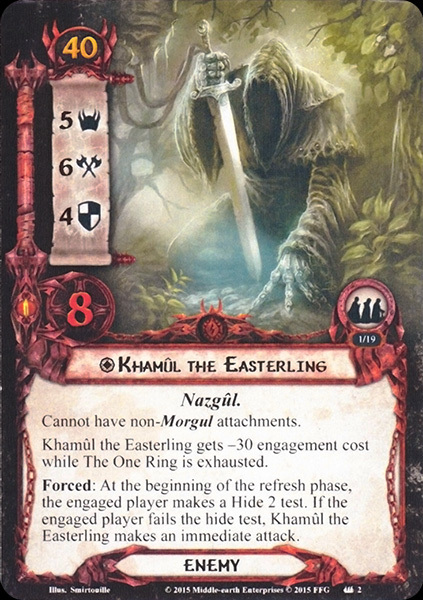 40
5
6
4
8
1/19
Khamûl the Easterling
Nazgûl.
Cannot have non-Morgul attachments.
Khamûl the Easterling gets –30 engagement cost
while The One Ring is exhausted.
Forced: At the beginning of the refresh phase,
the engaged player makes a Hide 2 test. If the
engaged player fails the hide test, Khamûl the
Easterling makes an immediate attack.
ENEMY
Illus. Smirtouille © 2015 Middle-earth Enterprises © 2015 FFG 2